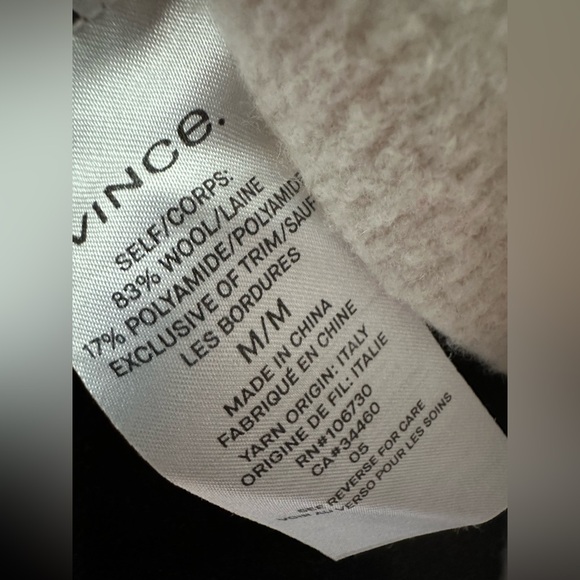 VINCE.
SELF/CORPS:
83% WOOL/LAINE
17% POLYAMIDE/POLYAMIDE
EXCLUSIVE OF TRIM/SAUF
LES BORDURES
M/M
MADE IN CHINA
FABRIQUÉ EN CHINE
YARN ORIGIN: ITALY
ORIGINE DE FIL: ITALIE
RN#106730
CA#34460
05
SEE REVERSE FOR CARE
VOIR AU VERSO POUR LES SOINS